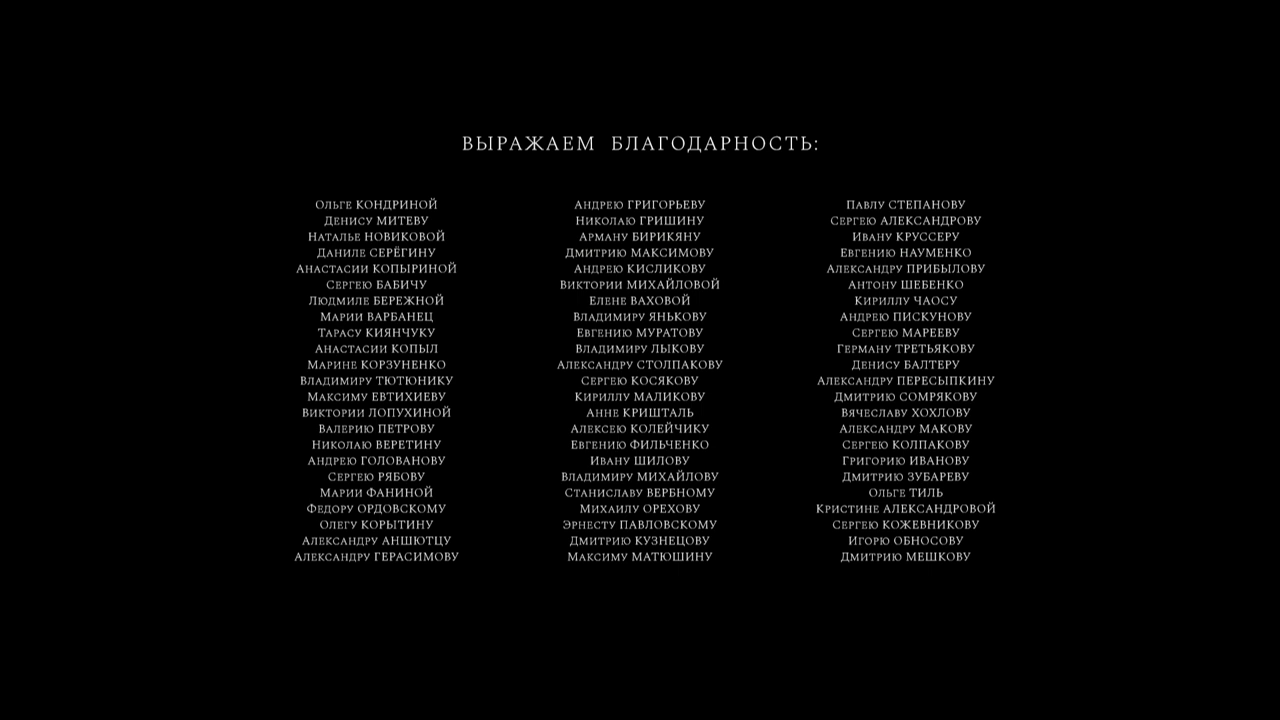 ВЫРАЖАЕМ БЛАГОДАРНОСТЬ:
Ольге КОНДРИНОЙ
Денису МИТЕВУ
Наталье НОВИКОВОЙ
Даниле СЕРЁГИНУ
Анастасии КОПЫРИНОЙ
Сергею БАБИЧУ
Людмиле БЕРЕЖНОЙ
Марии ВАРБАНЕЦ
Тарасу КИЯНЧУКУ
Анастасии КОПЫЛ
Марине КОРЗУНЕНКО
Владимиру ТЮТЮНИКУ
Максиму ЕВТИХИЕВУ
Виктории ЛОПУХИНОЙ
Валерию ПЕТРОВУ
Николаю ВЕРЕТИНУ
Андрею ГОЛОВАНОВУ
Сергею РЯБОВУ
Марии ФАНИНОЙ
Федору ОРДОВСКОМУ
Олегу КОРЫТИНУ
Александру АНШЮТЦУ
Александру ГЕРАСИМОВУ
Андрею ГРИГОРЬЕВУ
Николаю ГРИШИНУ
Арману БИРИКЯНУ
Дмитрию МАКСИМОВУ
Андрею КИСЛИКОВУ
Виктории МИХАЙЛОВОЙ
Елене ВАХОВОЙ
Владимиру ЯНЬКОВУ
Евгению МУРАТОВУ
Владимиру ЛЫКОВУ
Александру СТОЛПАКОВУ
Сергею КОСЯКОВУ
Кириллу МАЛИКОВУ
Анне КРИШТАЛЬ
Алексею КОЛЕЙЧИКУ
Евгению ФИЛЬЧЕНКО
Ивану ШИЛОВУ
Владимиру МИХАЙЛОВУ
Станиславу ВЕРБНОМУ
Михаилу ОРЕХОВУ
Эрнесту ПАВЛОВСКОМУ
Дмитрию КУЗНЕЦОВУ
Максиму МАТЮШИНУ
Павлу СТЕПАНОВУ
Сергею АЛЕКСАНДРОВУ
Ивану КРУССЕРУ
Евгению НАУМЕНКО
Александру ПРИБЫЛОВУ
Антону ШЕБЕНКО
Кириллу ЧАОСУ
Андрею ПИСКУНОВУ
Сергею МАРЕЕВУ
Герману ТРЕТЬЯКОВУ
Денису БАЛТЕРУ
Александру ПЕРЕСЫПКИНУ
Дмитрию СОМРЯКОВУ
Вячеславу ХОХЛОВУ
Александру МАКОВУ
Сергею КОЛПАКОВУ
Григорию ИВАНОВУ
Дмитрию ЗУБАРЕВУ
Ольге ТИЛЬ
Кристине АЛЕКСАНДРОВОЙ
Сергею КОЖЕВНИКОВУ
Игорю ОБНОСОВУ
Дмитрию МЕШКОВУ